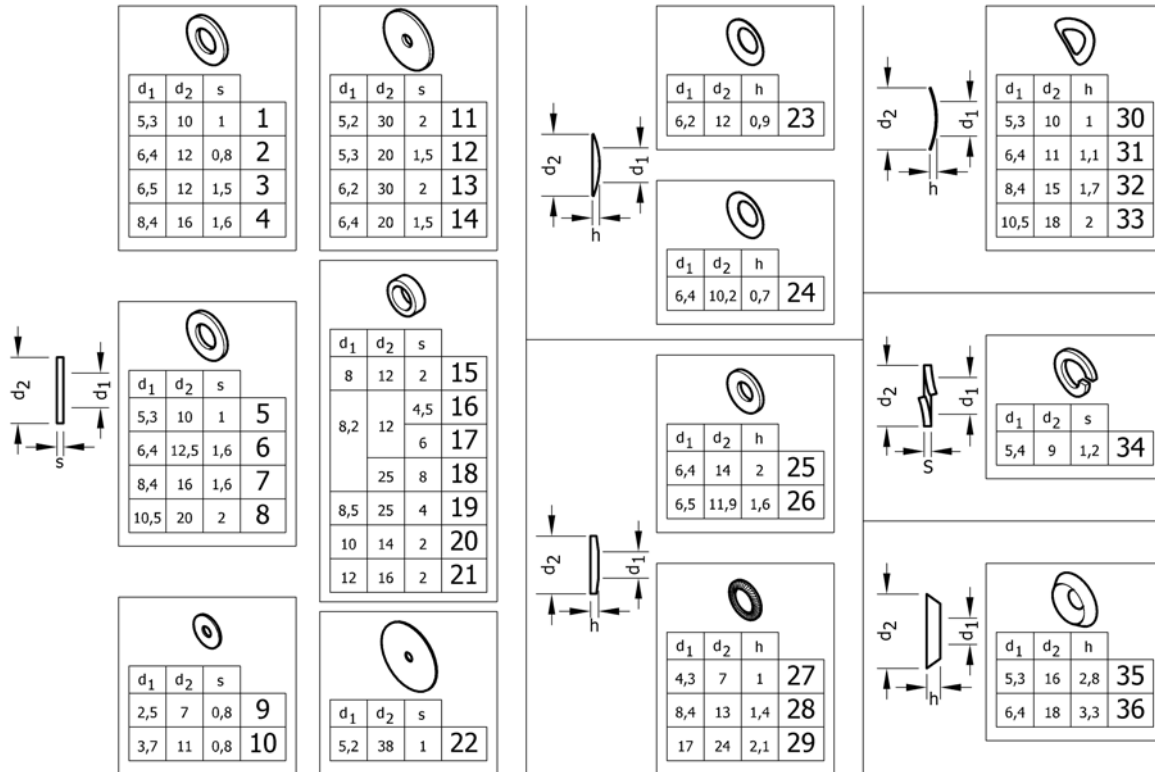 d1 d2 s
5,3 10 1 1
6,4 12 0,8 2
6,5 12 1,5 3
8,4 16 1,6 4
d2 d1
s
d1 d2 s
5,3 10 1 5
6,4 12,5 1,6 6
8,4 16 1,6 7
10,5 20 2 8
d1 d2 s
2,5 7 0,8 9
3,7 11 0,8 10
d1 d2 s
5,2 30 2 11
5,3 20 1,5 12
6,2 30 2 13
6,4 20 1,5 14
d1 d2 s
8 12 2 15
8,2 12 4,5 16
6 17
25 8 18
8,5 25 4 19
10 14 2 20
12 16 2 21
d1 d2 s
5,2 38 1 22
d2 d1
h
d1 d2 h
6,2 12 0,9 23
d1 d2 h
6,4 10,2 0,7 24
d2 d1
h
d1 d2 h
6,4 14 2 25
6,5 11,9 1,6 26
d1 d2 h
4,3 7 1 27
8,4 13 1,4 28
17 24 2,1 29
d2 d1
h
d1 d2 h
5,3 10 1 30
6,4 11 1,1 31
8,4 15 1,7 32
10,5 18 2 33
d2 d1
S
d1 d2 s
5,4 9 1,2 34
d2 d1
h
d1 d2 h
5,3 16 2,8 35
6,4 18 3,3 36